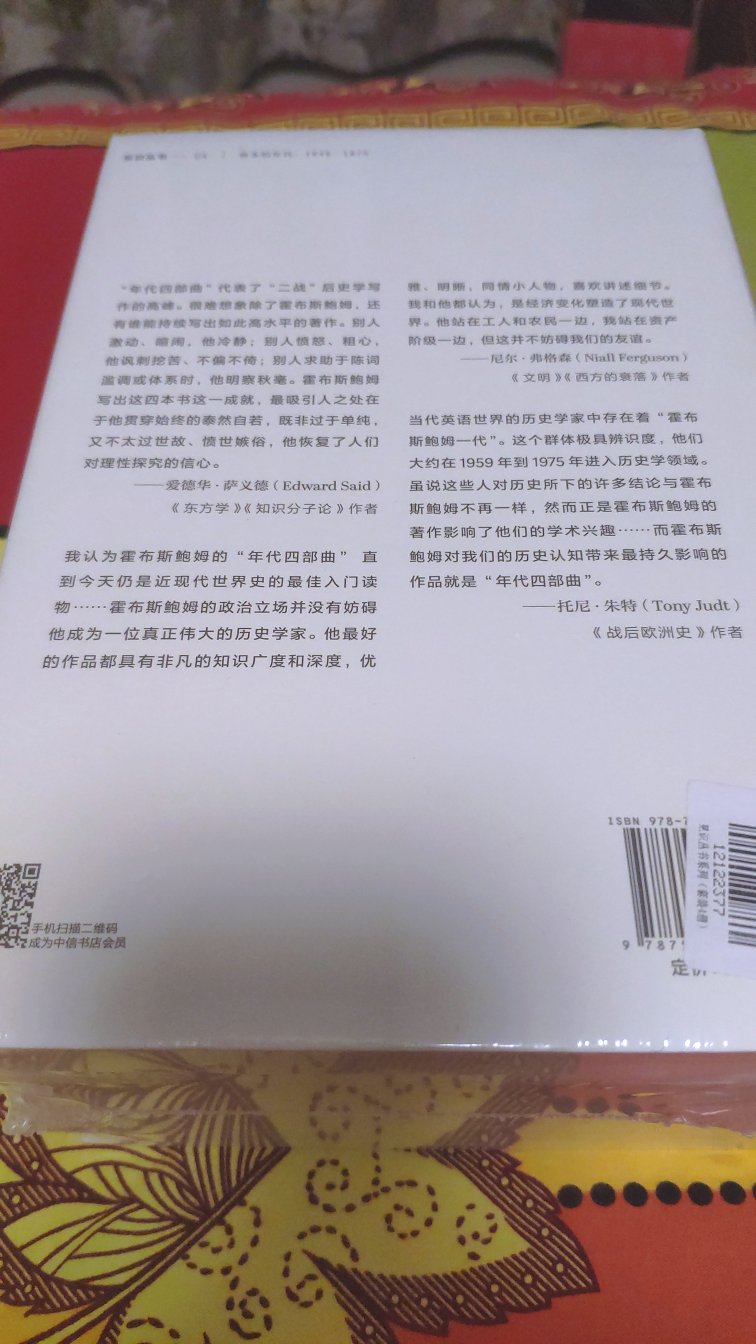 “年代四部曲”代表了“二战”后史学写
作的高峰。很难想象除了霍布斯鲍姆，还
有谁能持续写出如此高水平的著作。别人
激动、喧闹，他冷静；别人愤怒、粗心，
他讽刺挖苦、不偏不倚；别人求助于陈词
滥调或体系时，他明察秋毫。霍布斯鲍姆
写出这四本书这一成就，最吸引人之处在
于他贯穿始终的泰然自若，既非过于单纯，
又不太过世故、愤世嫉俗，他恢复了人们
对理性探究的信心。
——爱德华·萨义德（Edward Said）
《东方学》《知识分子论》作者
我认为霍布斯鲍姆的“年代四部曲” 直
到今天仍是近现代世界史的最佳入门读
物……霍布斯鲍姆的政治立场并没有妨碍
他成为一位真正伟大的历史学家。他最好
的作品都具有非凡的知识广度和深度，优
雅、明晰，同情小人物，喜欢讲述细节。
我和他都认为，是经济变化塑造了现代世
界。他站在工人和农民一边，我站在资产
阶级一边，但这并不妨碍我们的友谊。
——尼尔·弗格森（Niall Ferguson）
《文明》《西方的衰落》作者
当代英语世界的历史学家中存在着“霍布
斯鲍姆一代”。这个群体极具辨识度，他们
大约在1959年到1975年进入历史学领域。
虽说这些人对历史所下的许多结论与霍布
斯鲍姆不再一样，然而正是霍布斯鲍姆的
著作影响了他们的学术兴趣……而霍布斯
鲍姆对我们的历史认知带来最持久影响的
作品就是“年代四部曲”。
——托尼·朱特（Tony Judt）
《战后欧洲史》作者
手机扫描二维码
成为中信书店会员
ISBN 978-7
9 787
定价
12122377
见识丛书系列（套装4册）